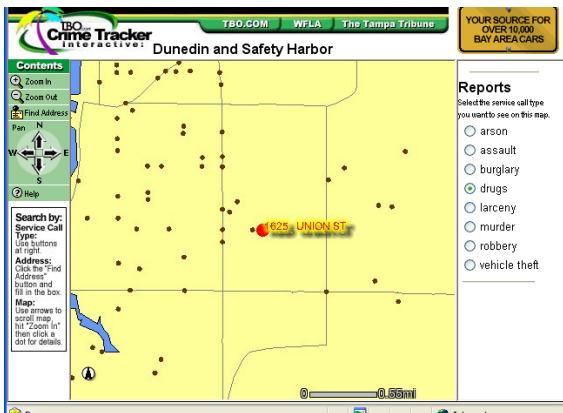 TBO.
Crime Tracker
Interactive:
TBO.COM
WFLA
The Tampa Tribune
YOUR SOURCE FOR
OVER 10,000
BAY AREA CARS
Dunedin and Safety Harbor
Contents
Zoom In
Zoom Out
Find Address
Pan
N
W
E
S
Help
Search by:
Service Call
Type:
Use buttons
at right.
Address:
Click the "Find
Address"
button and
fill in the box.
Map:
Use arrows to
scroll map,
hit "Zoom In"
then click a
dot for details.
1625 UNION ST
0
0.55mi
Reports
Select the service call type
you want to see on this map.
arson
assault
burglary
drugs
larceny
murder
robbery
vehicle theft